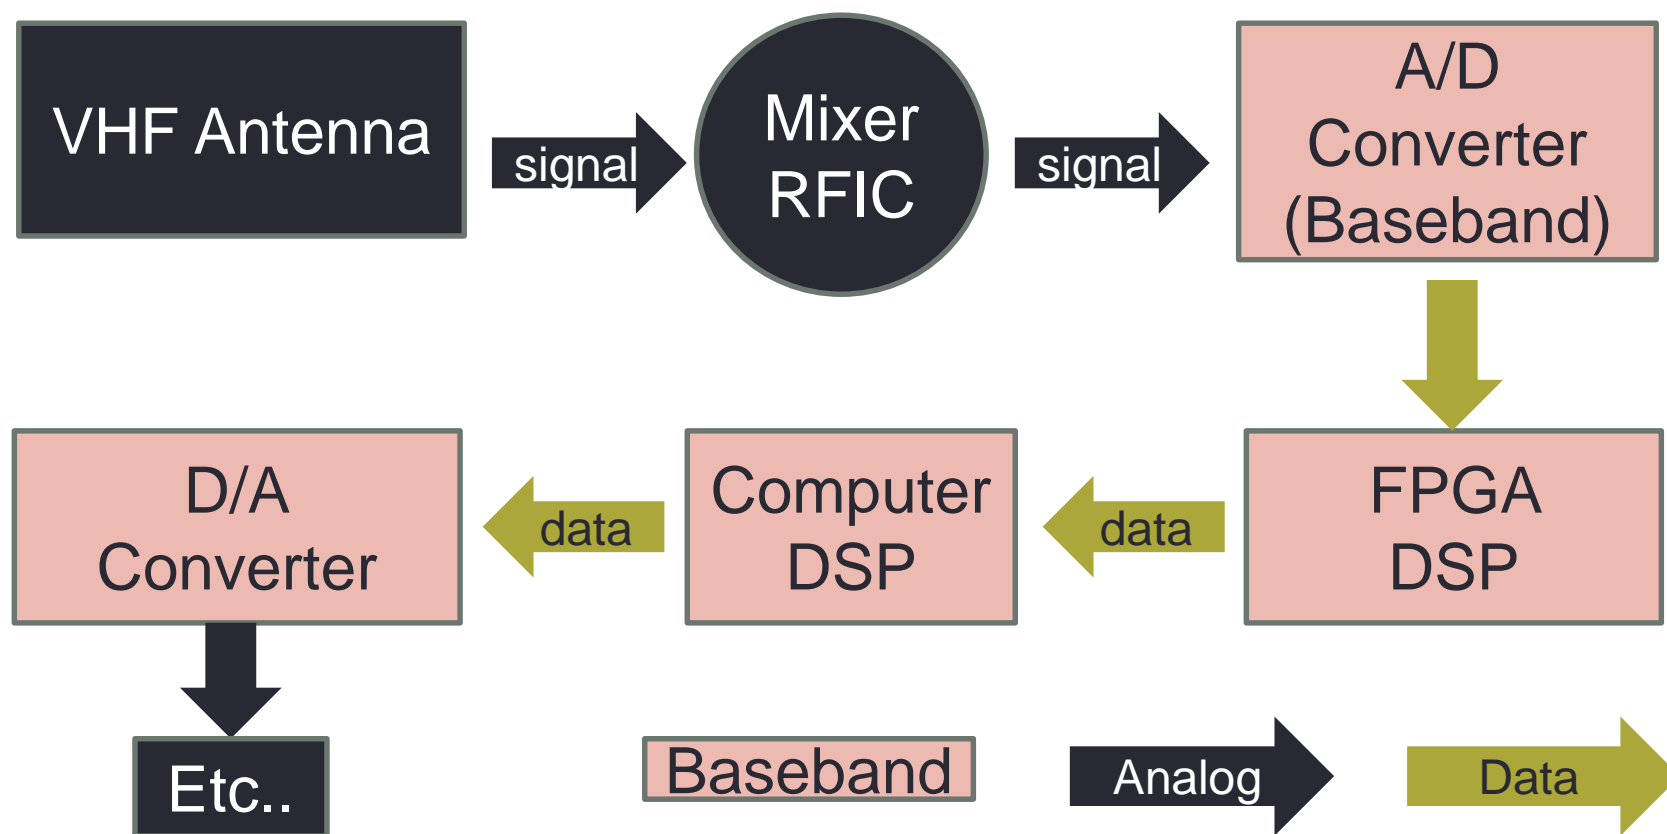 VHF Antenna
signal
Mixer
RFIC
signal
A/D
Converter
(Baseband)
D/A
Converter
data
Computer
DSP
data
FPGA
DSP
Etc..
Baseband
Analog
Data